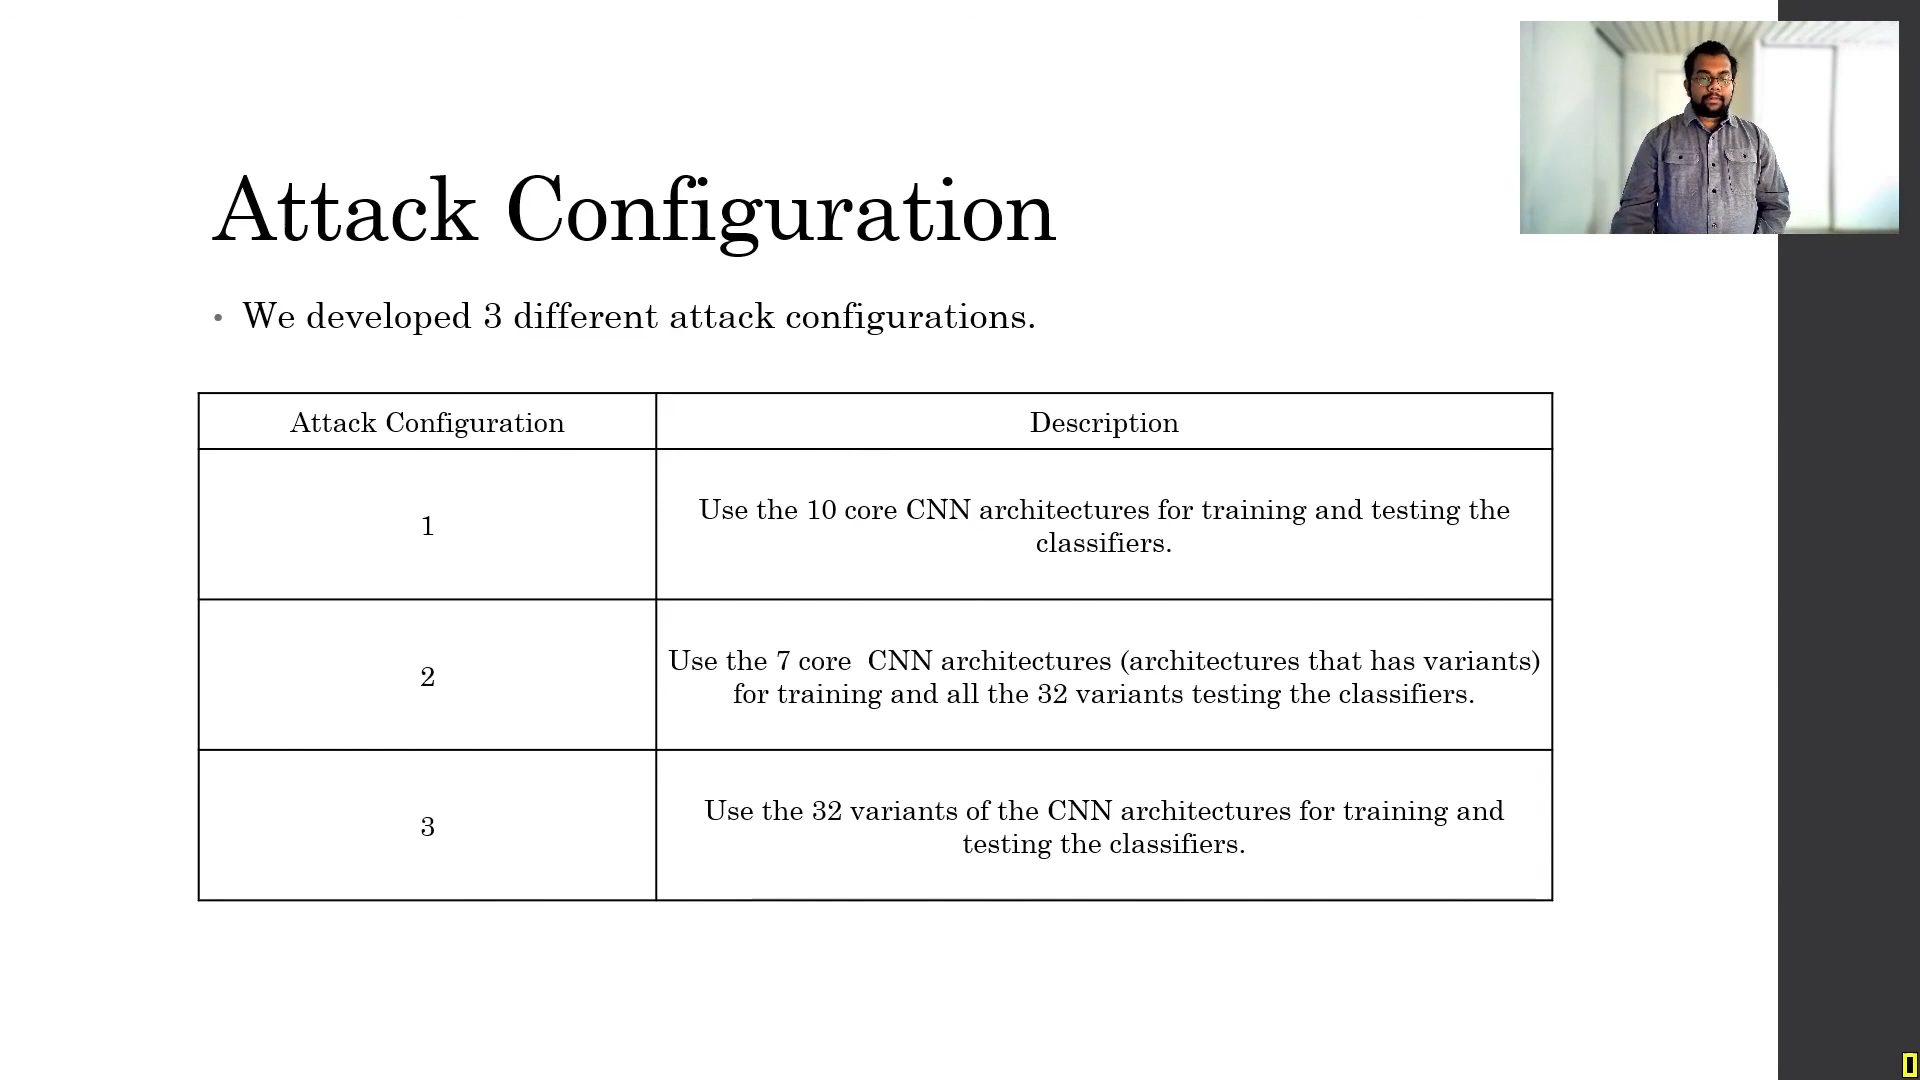 Attack Configuration
• We developed 3 different attack configurations.
Attack Configuration
Description
1
Use the 10 core CNN architectures for training and testing the
classifiers.
2
Use the 7 core  CNN architectures (architectures that has variants)
for training and all the 32 variants testing the classifiers.
3
Use the 32 variants of the CNN architectures for training and
testing the classifiers.